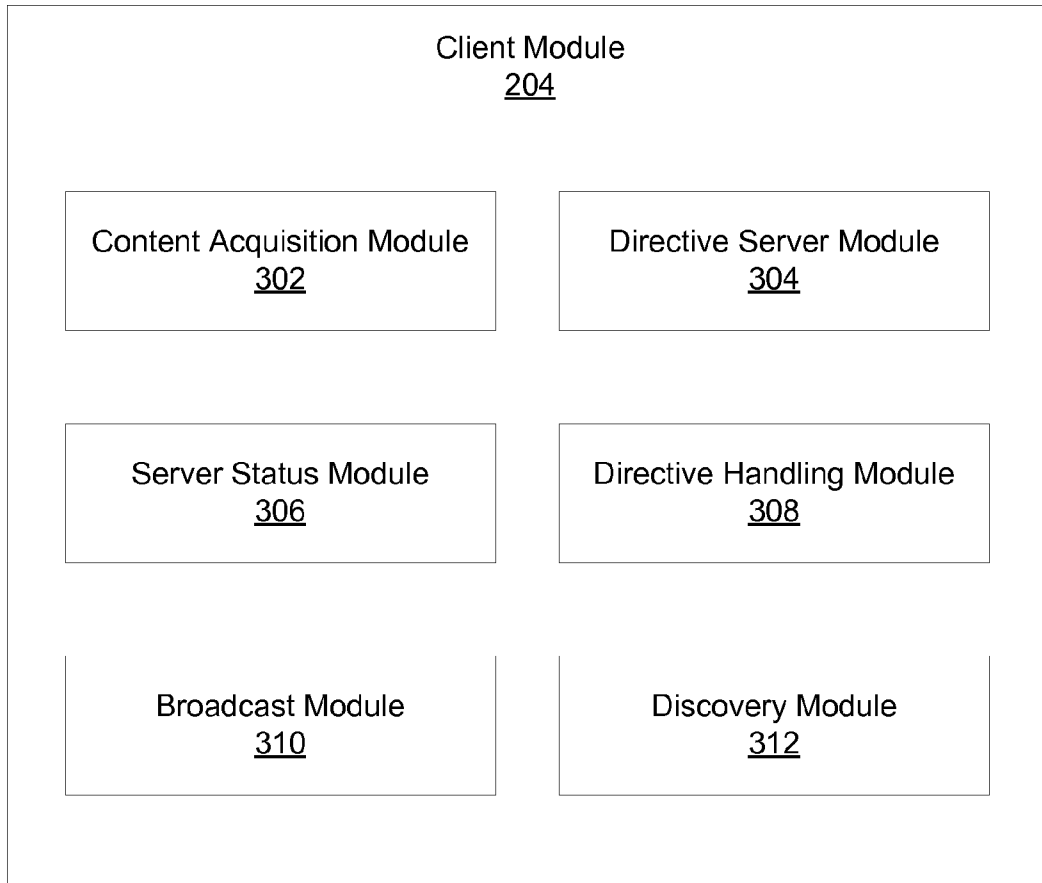 Client Module
204
Content Acquisition Module
302
Directive Server Module
304
Server Status Module
306
Directive Handling Module
308
Broadcast Module
310
Discovery Module
312